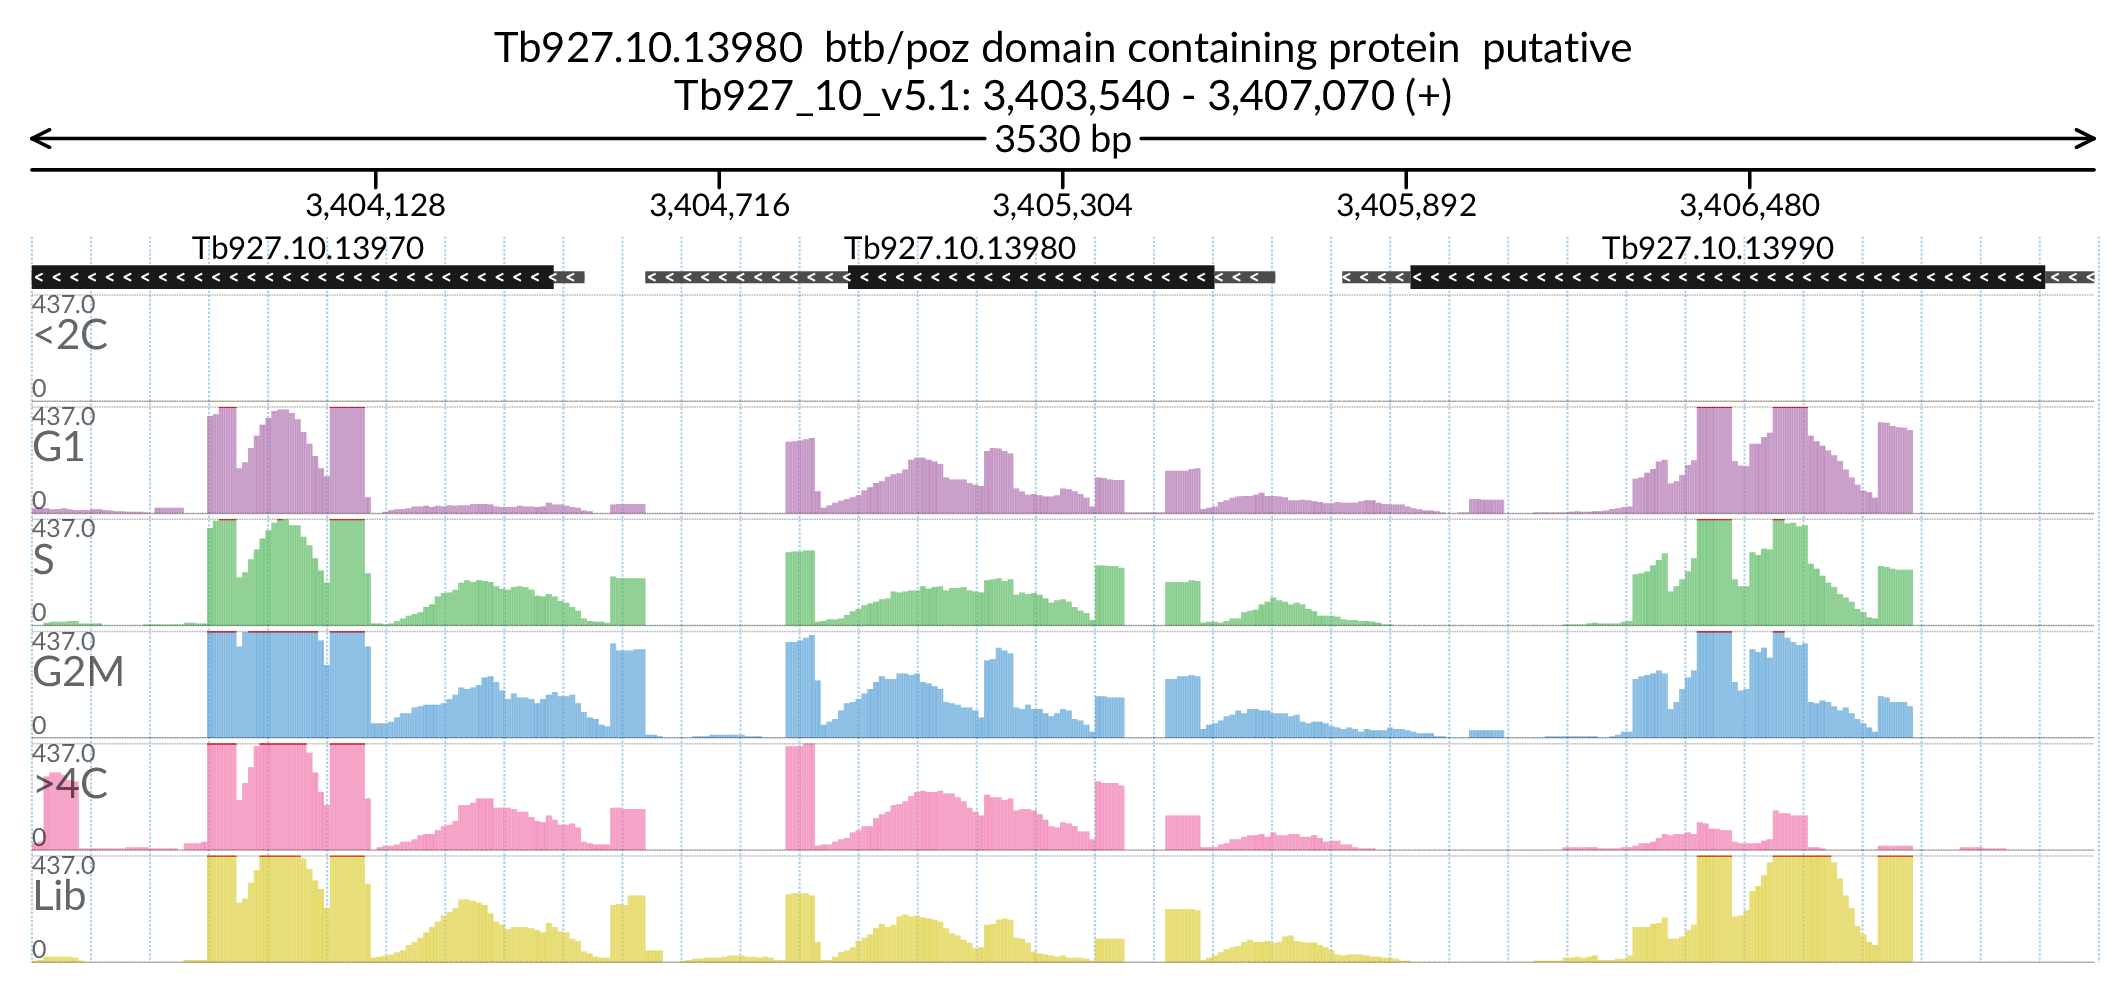 Tb927.10.13980  btb/poz domain containing protein  putative
Tb927_10_v5.1: 3,403,540 - 3,407,070 (+)
3530 bp
3,404,128 3,404,716 3,405,304 3,405,892 3,406,480
Tb927.10.13970 Tb927.10.13980 Tb927.10.13990
437.0
<2C
0
437.0
G1
0
437.0
S
0
437.0
G2M
0
437.0
>4C
0
437.0
Lib
0